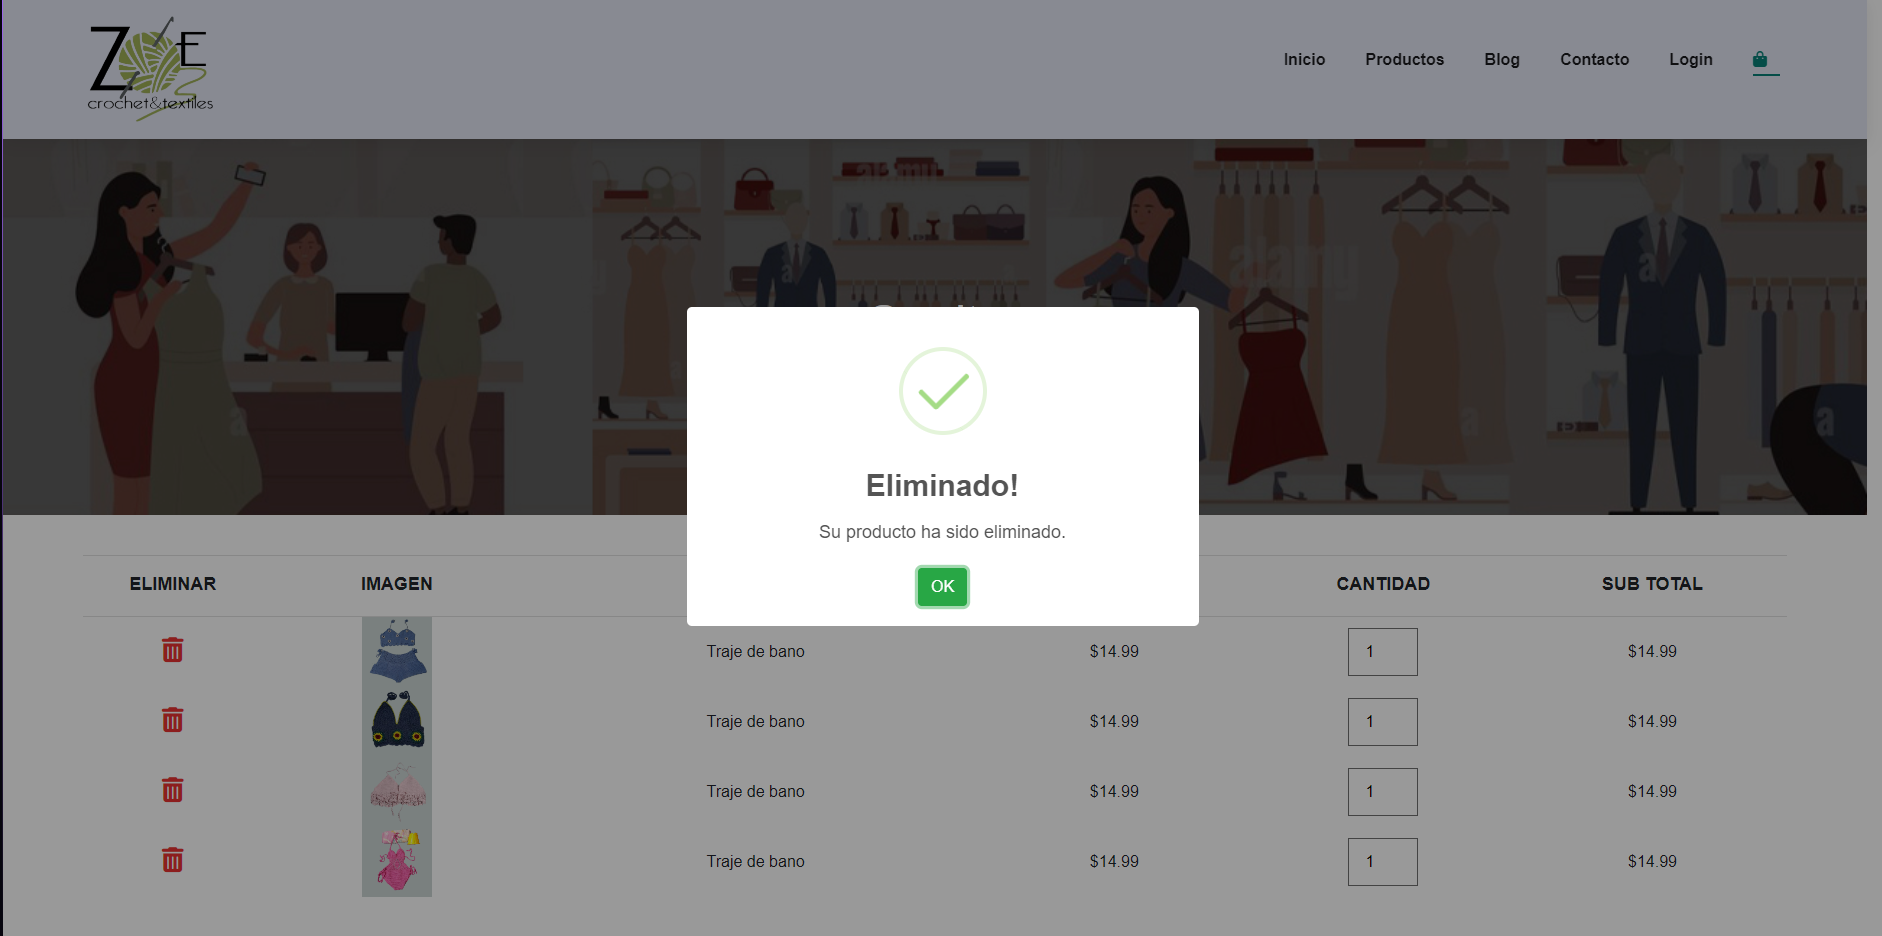 ZOE
crochet&textiles
Inicio
Productos
Blog
Contacto
Login
alamy
a
alamy
a
a
a
a
Eliminado!
Su producto ha sido eliminado.
OK
ELIMINAR
IMAGEN
CANTIDAD
SUB TOTAL
Traje de bano
$14.99
1
$14.99
Traje de bano
$14.99
1
$14.99
Traje de bano
$14.99
1
$14.99
Traje de bano
$14.99
1
$14.99